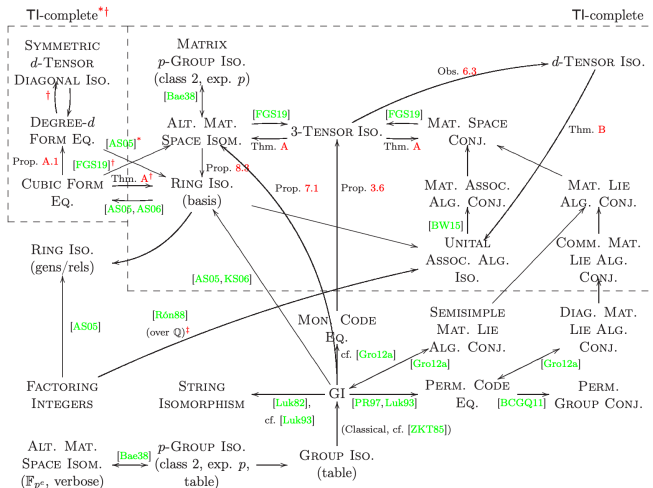 TI-complete*†
TI-complete
SYMMETRIC
d-TENSOR
DIAGONAL ISO.
MATRIX
p-GROUP ISO.
(class 2, exp. p)
d-TENSOR ISO.
Obs. 6.3
†
[Bae38]
DEGREE-d
FORM EQ.
[AS05]*
ALT. MAT.
SPACE ISOM.
[FGS19]
Thm. A
3-TENSOR ISO.
[FGS19]
Thm. A
MAT. SPACE
CONJ.
Thm. B
Prop. A.1
[FGS19]†
Prop. 8.3
CUBIC FORM
EQ.
Thm. A†
[AS05, AS06]
RING ISO.
(basis)
Prop. 7.1
Prop. 3.6
MAT. ASSOC.
ALG. CONJ.
MAT. LIE
ALG. CONJ.
[BW15]
RING ISO.
(gens/rels)
UNITAL
ASSOC. ALG.
ISO.
COMM. MAT.
LIE ALG.
CONJ.
[AS05, KS06]
[AS05]
[Rón88]
(over ℚ)‡
MON. CODE
EQ.
SEMISIMPLE
MAT. LIE
ALG. CONJ.
DIAG. MAT.
LIE ALG.
CONJ.
cf. [Gro12a]
[Gro12a]
[Gro12a]
FACTORING
INTEGERS
STRING
ISOMORPHISM
GI
PERM. CODE
EQ.
PERM.
GROUP CONJ.
[Luk82],
cf. [Luk93]
[PR97, Luk93]
[BCGQ11]
(Classical, cf. [ZKT85])
ALT. MAT.
SPACE ISOM.
(𝔽pᵉ, verbose)
[Bae38]
p-GROUP ISO.
(class 2, exp. p,
table)
GROUP ISO.
(table)